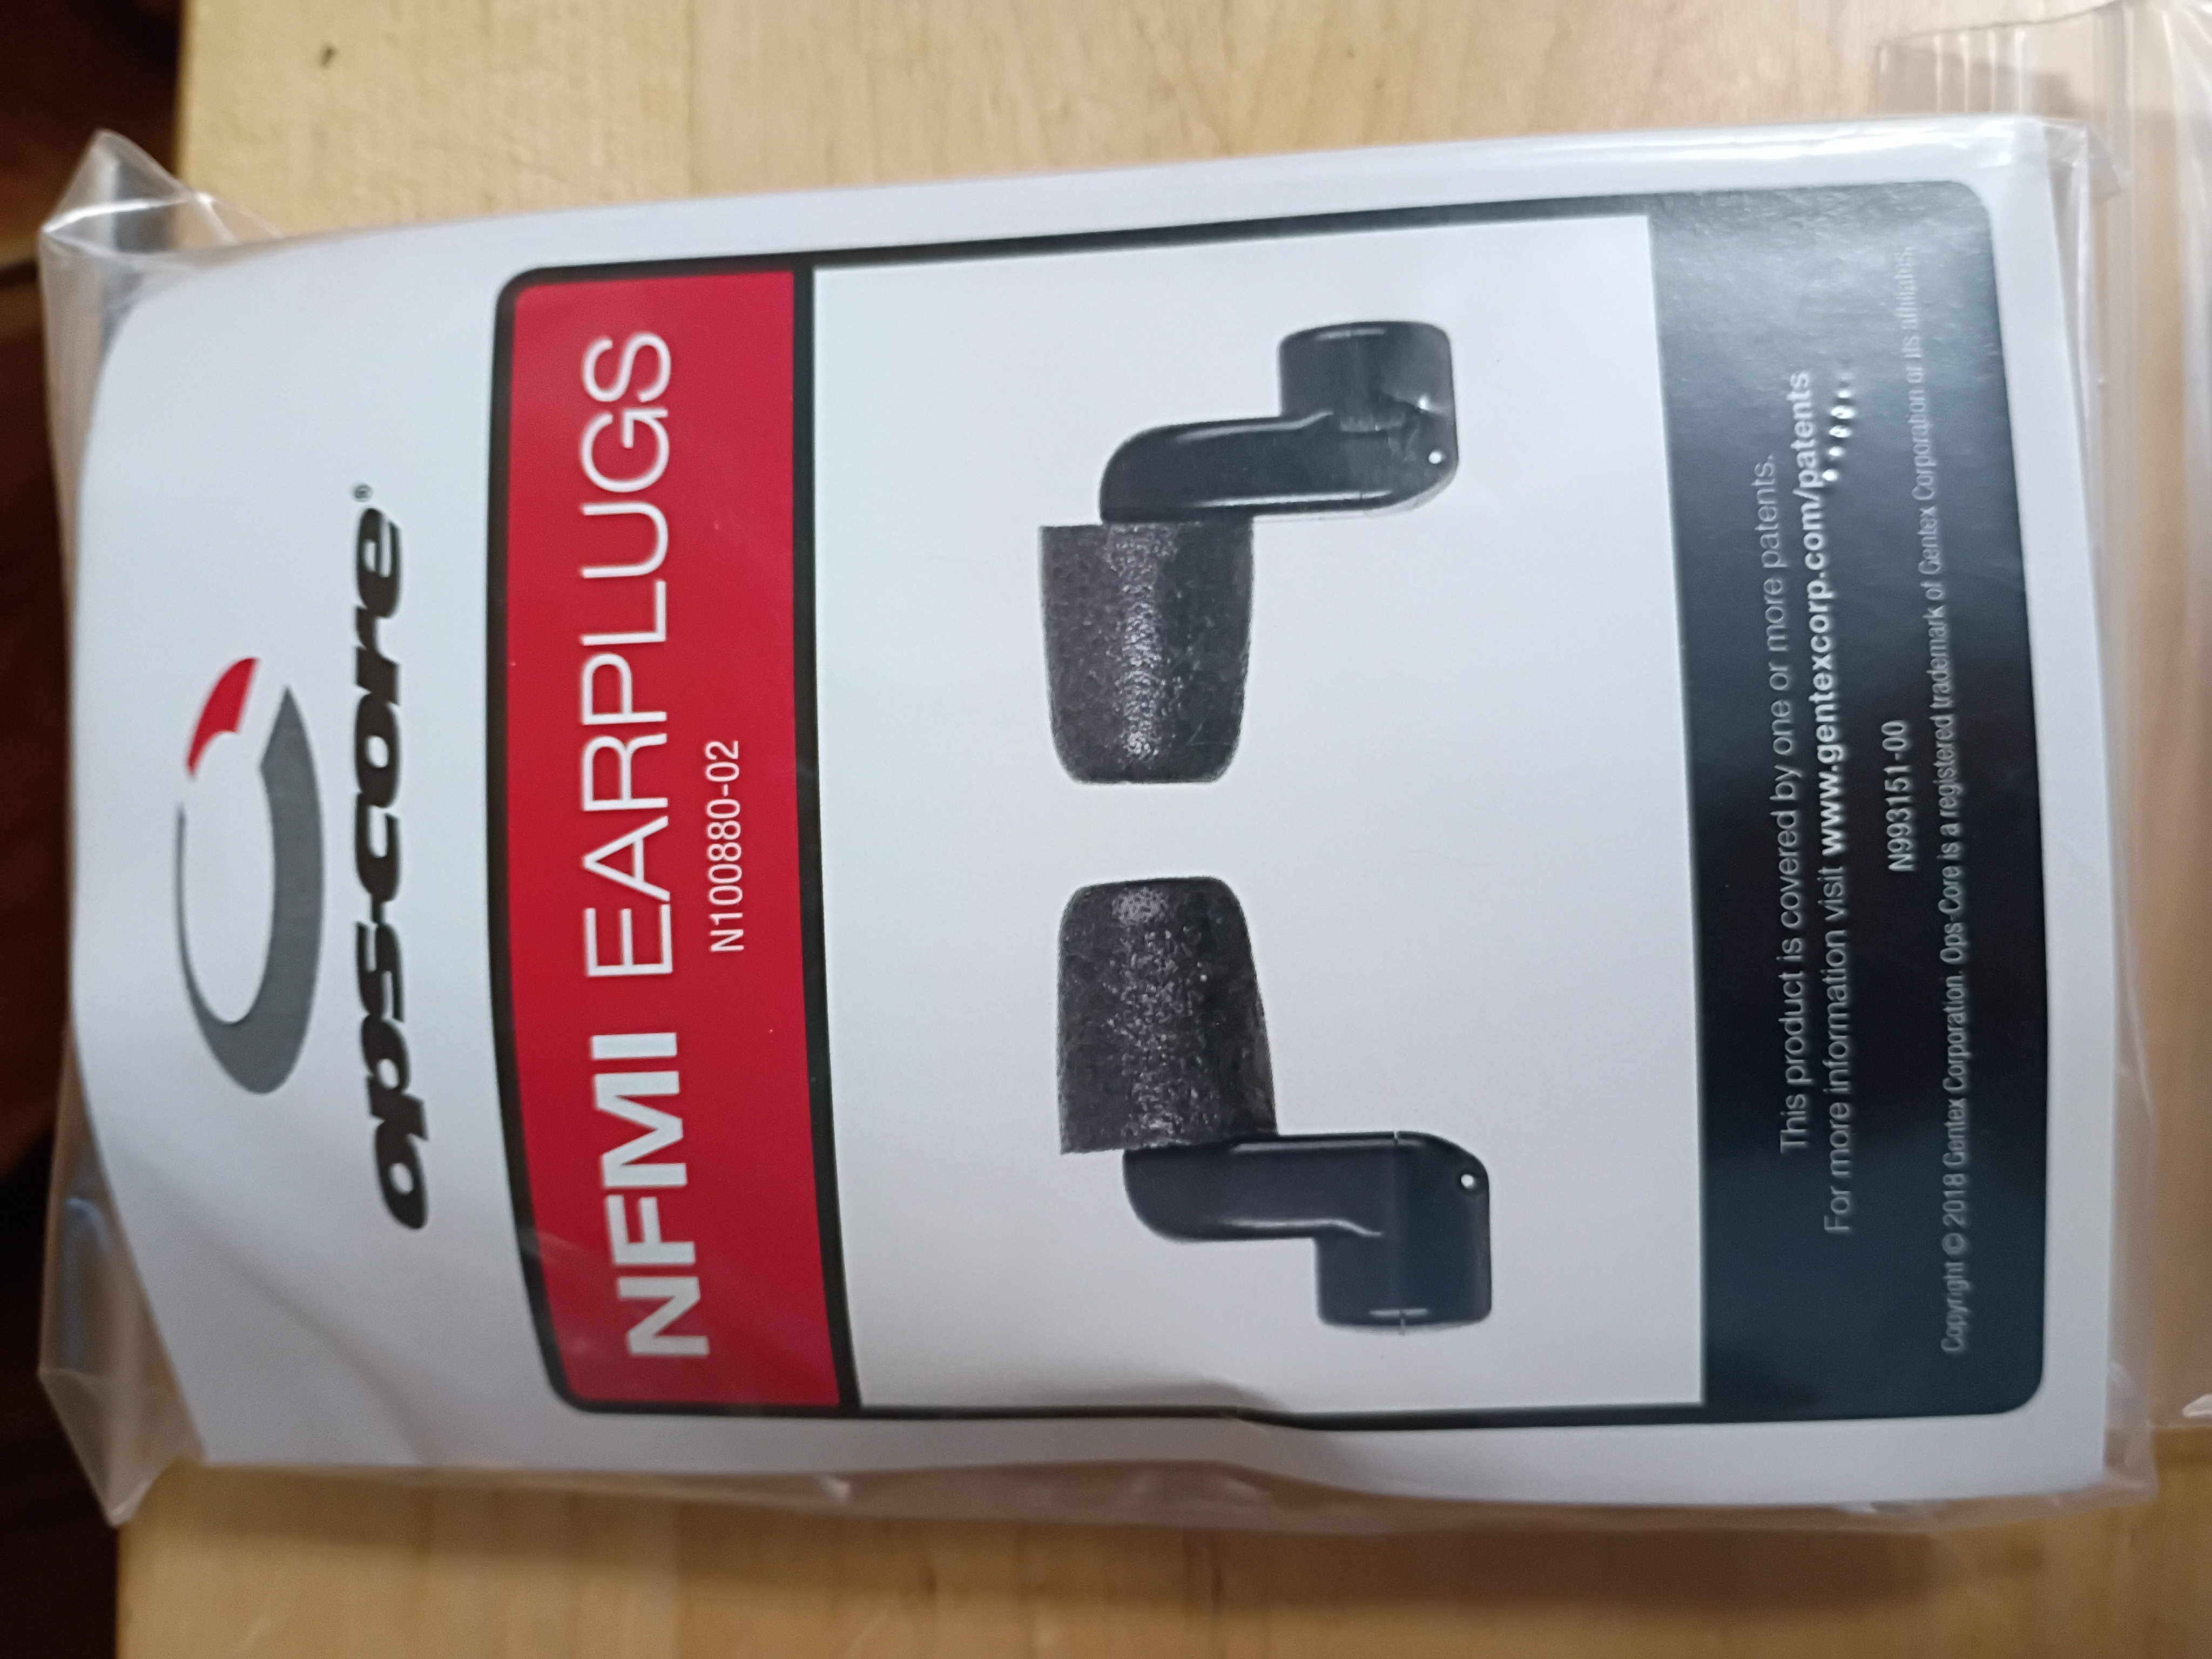 ops-core®
NFMI EARPLUGS
N100880-02
This product is covered by one or more patents.
For more information visit www.gentexcorp.com/patents
N993151-00
Copyright © 2018 Gentex Corporation. Ops-Core is a registered trademark of Gentex Corporation or its affiliates.